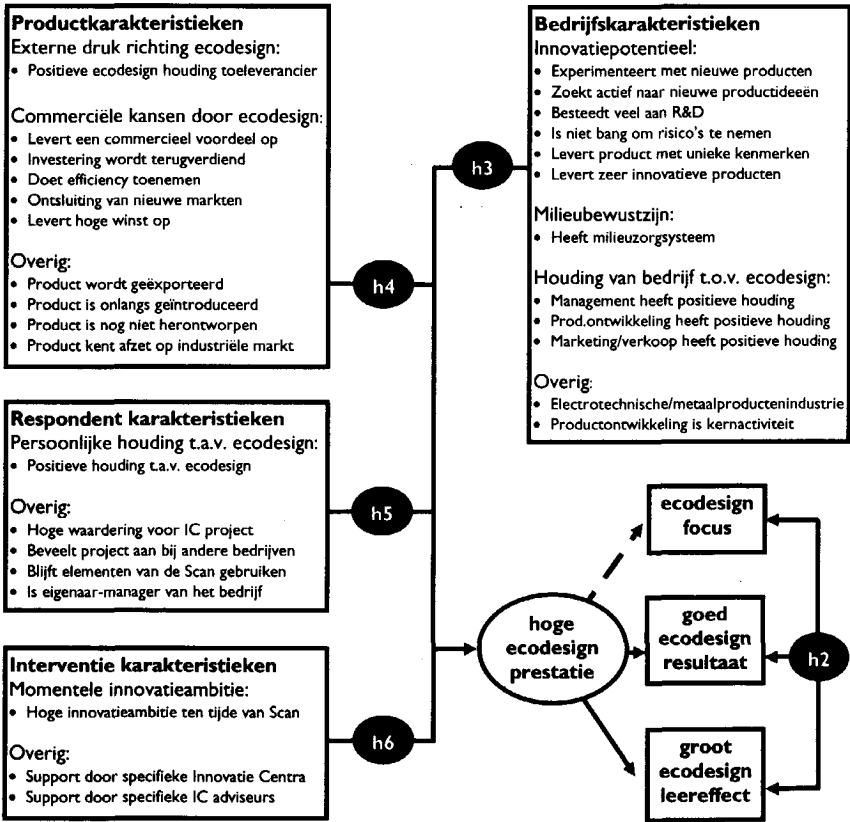 Productkarakteristieken
Externe druk richting ecodesign:
• Positieve ecodesign houding toeleverancier
Commerciële kansen door ecodesign:
• Levert een commercieel voordeel op
• Investering wordt terugverdiend
• Doet efficiency toenemen
• Ontsluiting van nieuwe markten
• Levert hoge winst op
Overig:
• Product wordt geëxporteerd
• Product is onlangs geïntroduceerd
• Product is nog niet herontworpen
• Product kent afzet op industriële markt
h4
h3
Bedrijfskarakteristieken
Innovatiepotentieel:
• Experimenteert met nieuwe producten
• Zoekt actief naar nieuwe productideeën
• Besteedt veel aan R&D
• Is niet bang om risico's te nemen
• Levert product met unieke kenmerken
• Levert zeer innovatieve producten
Milieubewustzijn:
• Heeft milieuzorgsysteem
Houding van bedrijf t.o.v. ecodesign:
• Management heeft positieve houding
• Prod.ontwikkeling heeft positieve houding
• Marketing/verkoop heeft positieve houding
Overig:
• Electrotechnische/metaalproductenindustrie
• Productontwikkeling is kernactiviteit
Respondent karakteristieken
Persoonlijke houding t.a.v. ecodesign:
• Positieve houding t.a.v. ecodesign
Overig:
• Hoge waardering voor IC project
• Beveelt project aan bij andere bedrijven
• Blijft elementen van de Scan gebruiken
• Is eigenaar-manager van het bedrijf
h5
Interventie karakteristieken
Momentele innovatieambitie:
• Hoge innovatieambitie ten tijde van Scan
Overig:
• Support door specifieke Innovatie Centra
• Support door specifieke IC adviseurs
h6
hoge
ecodesign
prestatie
ecodesign
focus
goed
ecodesign
resultaat
groot
ecodesign
leereffect
h2